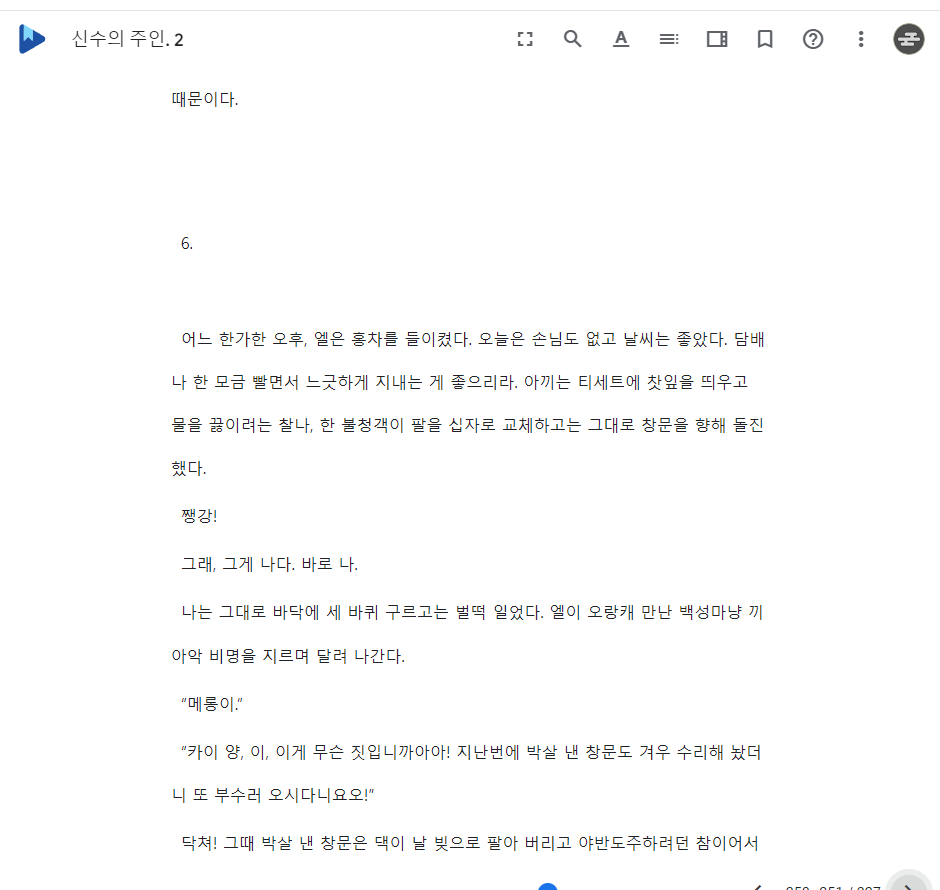 신수의 주인. 2
때문이다.
6.
어느 한가한 오후, 엘은 홍차를 들이켰다. 오늘은 손님도 없고 날씨는 좋았다. 담배
나 한 모금 빨면서 느긋하게 지내는 게 좋으리라. 아끼는 티세트에 찻잎을 띄우고
물을 끓이려는 찰나, 한 불청객이 팔을 십자로 교체하고는 그대로 창문을 향해 돌진
했다.
쨍강!
그래, 그게 나다. 바로 나.
나는 그대로 바닥에 세 바퀴 구르고는 벌떡 일었다. 엘이 오랑캐 만난 백성마냥 끼
아악 비명을 지르며 달려 나간다.
“메롱이.”
“카이 양, 이, 이게 무슨 짓입니까아아! 지난번에 박살 낸 창문도 겨우 수리해 놨더
니 또 부수러 오시다니요오!”
닥쳐! 그때 박살 낸 창문은 댁이 날 빚으로 팔아 버리고 야반도주하려던 참이어서